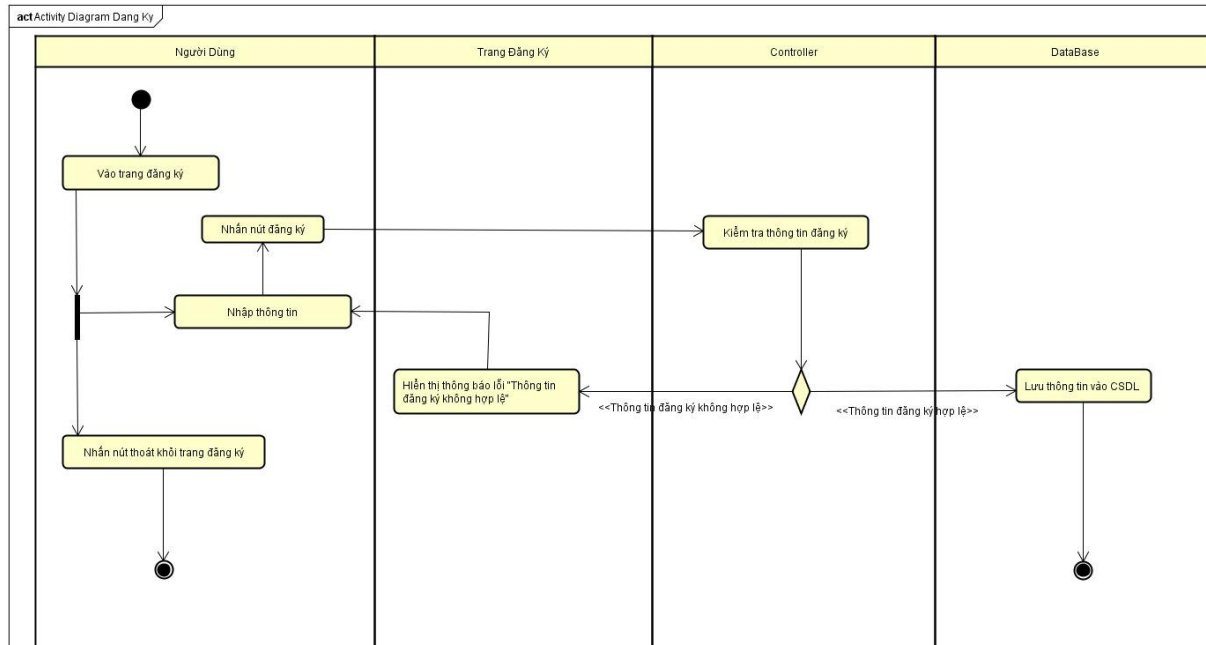 act Activity Diagram Dang Ky
Người Dùng
Trang Đăng Ký
Controller
DataBase
Vào trang đăng ký
Nhấn nút đăng ký
Kiểm tra thông tin đăng ký
Nhập thông tin
Hiển thị thông báo lỗi "Thông tin
đăng ký không hợp lệ"
<<Thông tin đăng ký không hợp lệ>>
<<Thông tin đăng ký hợp lệ>>
Lưu thông tin vào CSDL
Nhấn nút thoát khỏi trang đăng ký